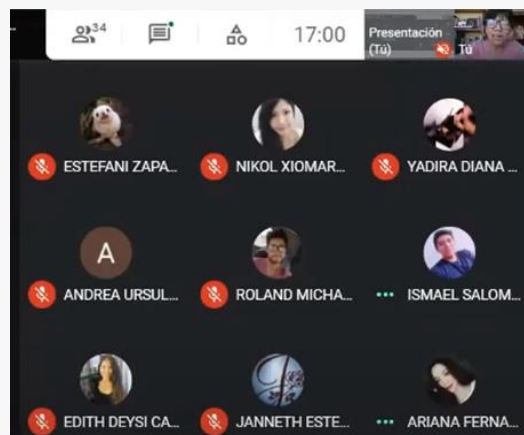 34 17:00 Presentación
(Tú) Tú
ESTEFANI ZAPA... NIKOL XIOMAR... YADIRA DIANA ...
A
ANDREA URSUL... ROLAND MICHA... ISMAEL SALOM...
EDITH DEYSI CA... JANNETH ESTE... ARIANA FERNA...